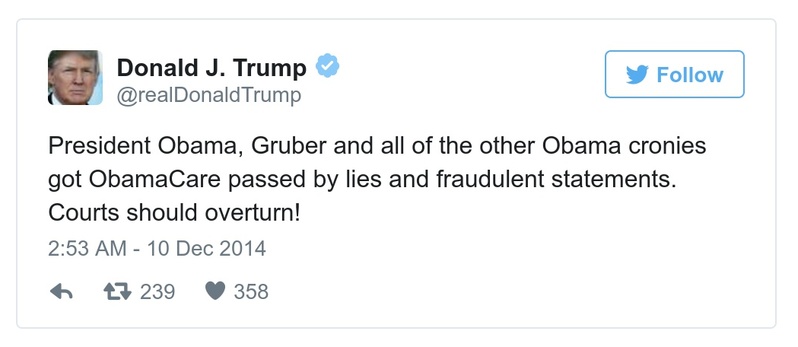 Donald J. Trump
Follow
@realDonaldTrump
President Obama, Gruber and all of the other Obama cronies
got ObamaCare passed by lies and fraudulent statements.
Courts should overturn!
2:53 AM - 10 Dec 2014
239 358